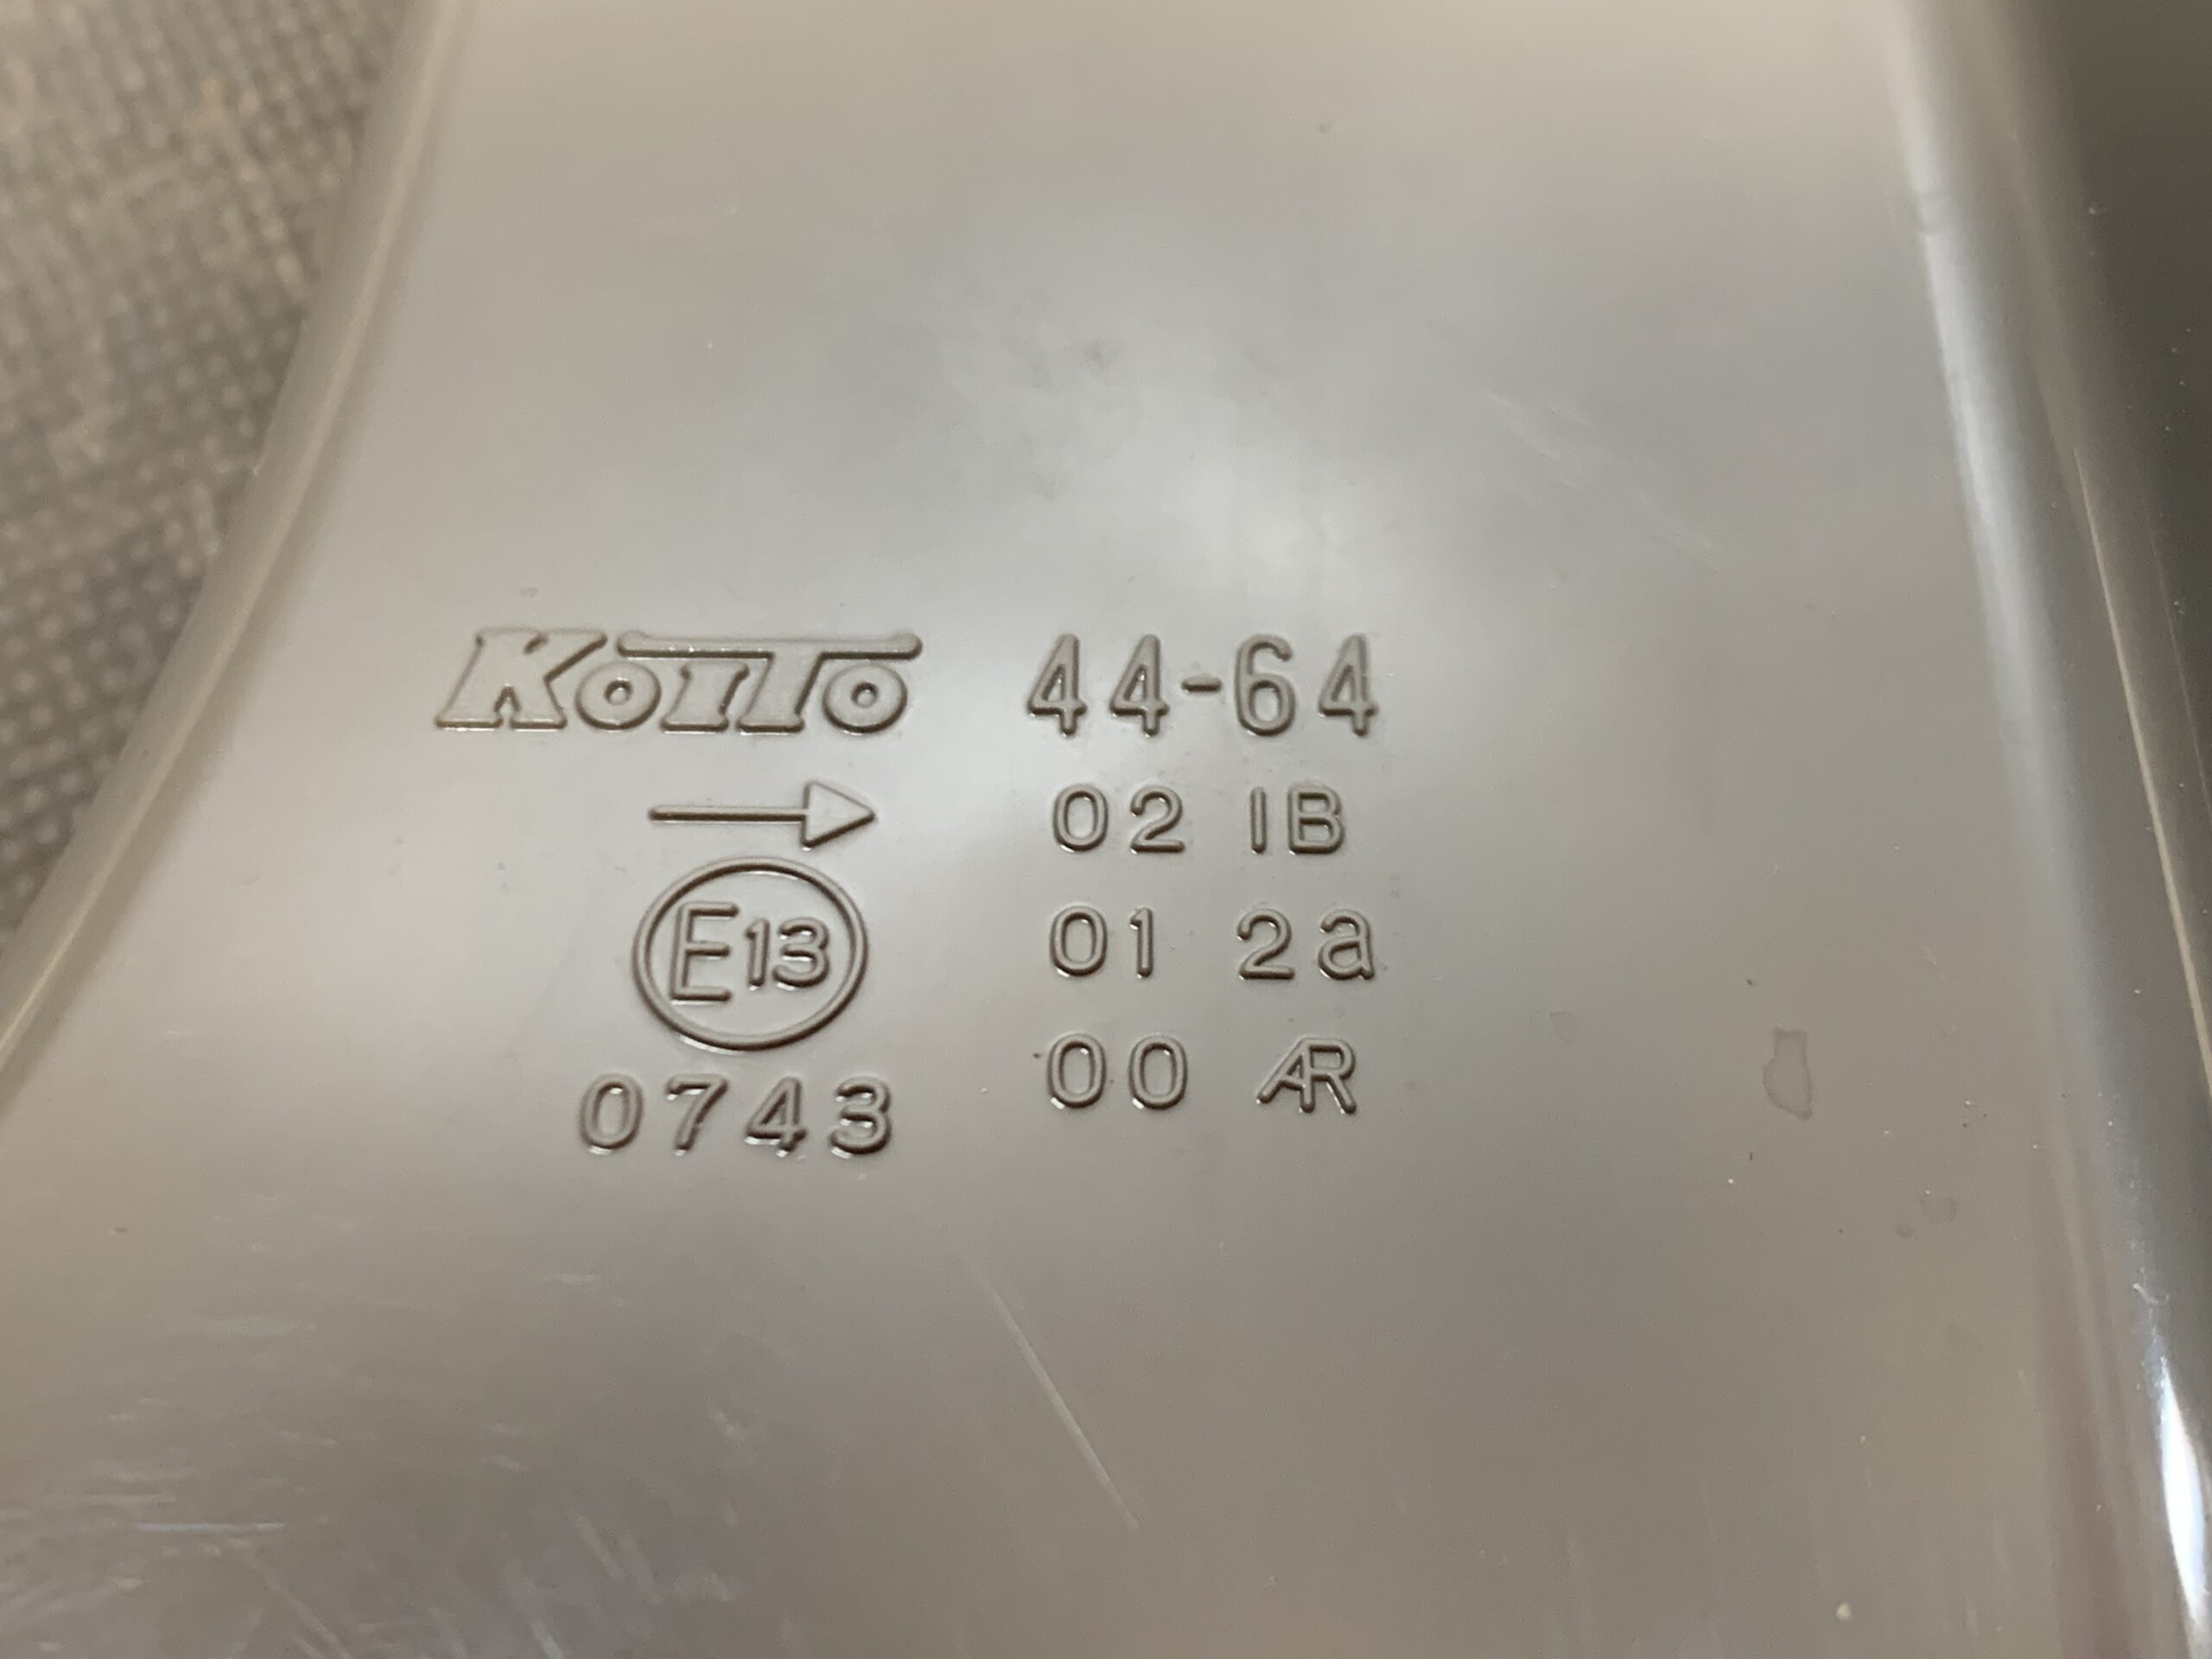 KOITO 44-64
→ 02 IB
E13 01 2a
0743 00 AR